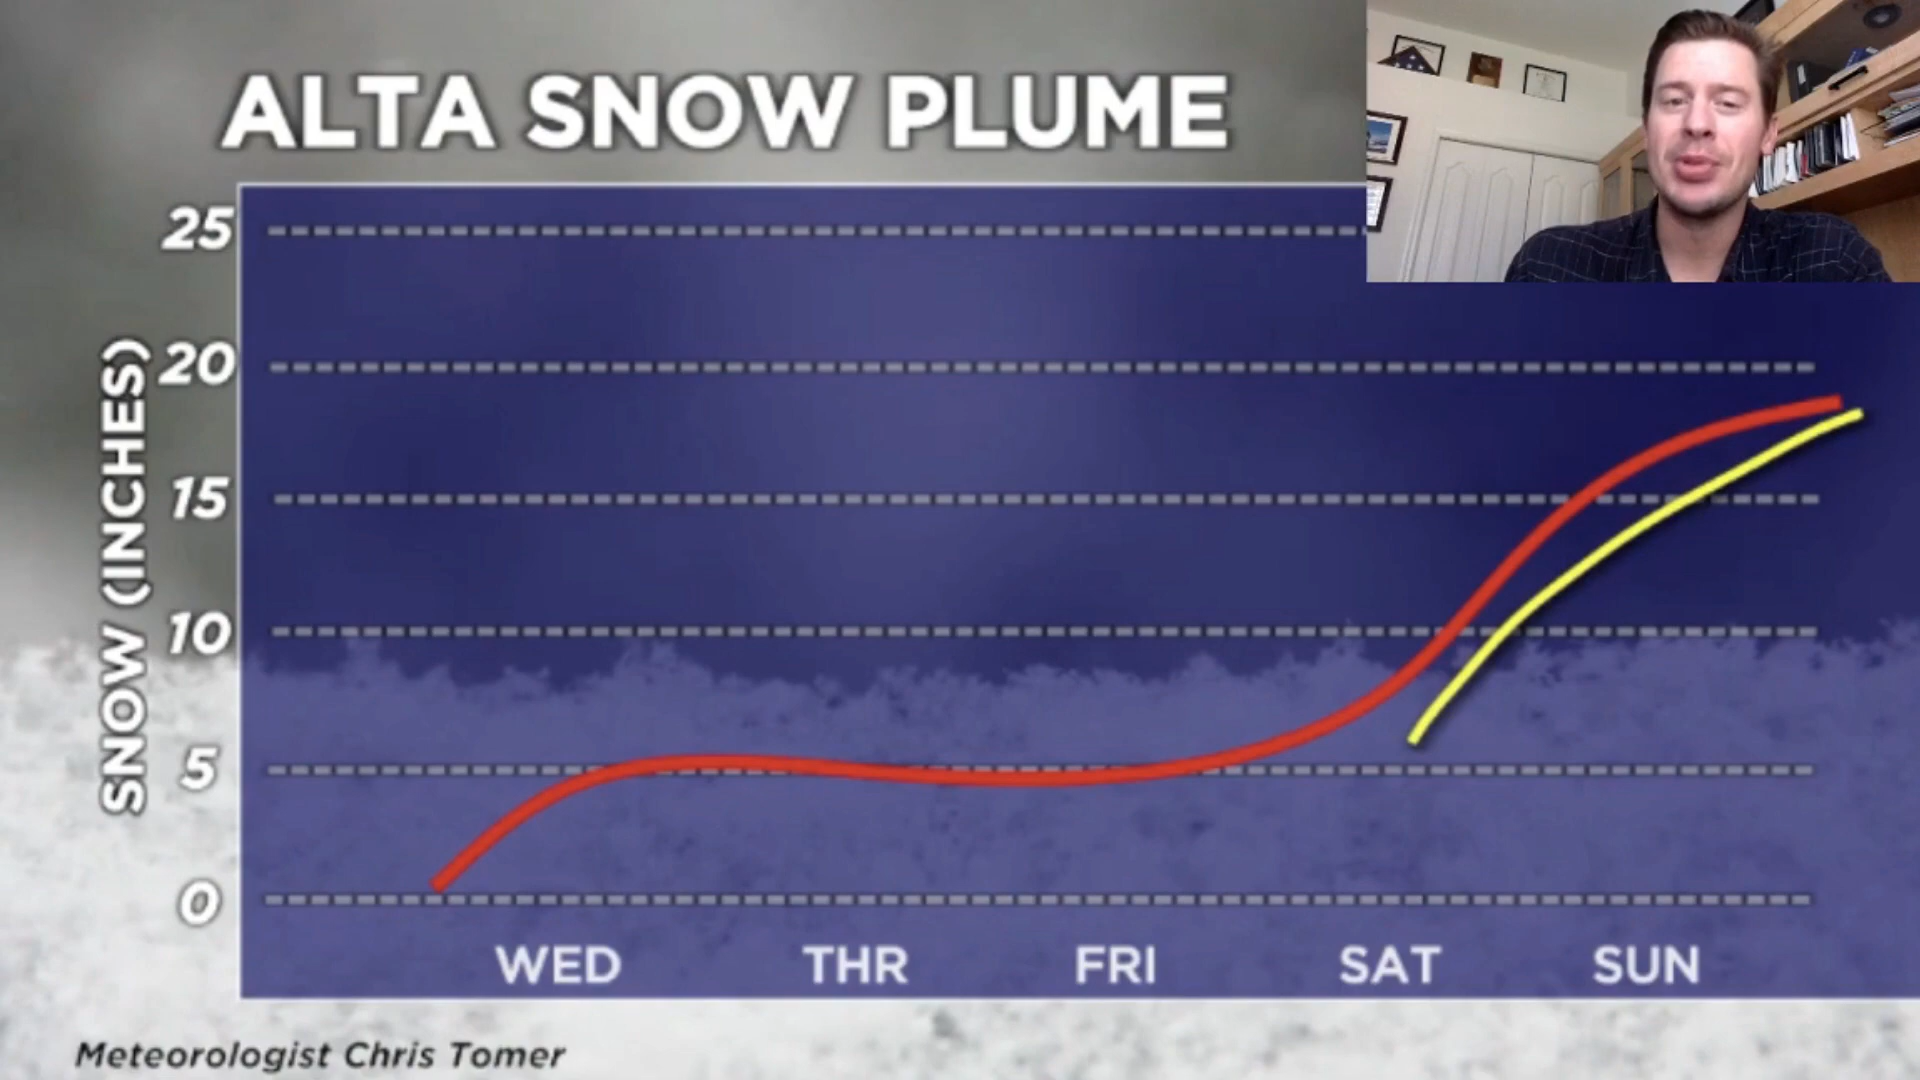 ALTA SNOW PLUME
SNOW (INCHES)
25
20
15
10
5
0
WED THR FRI SAT SUN
Meteorologist Chris Tomer